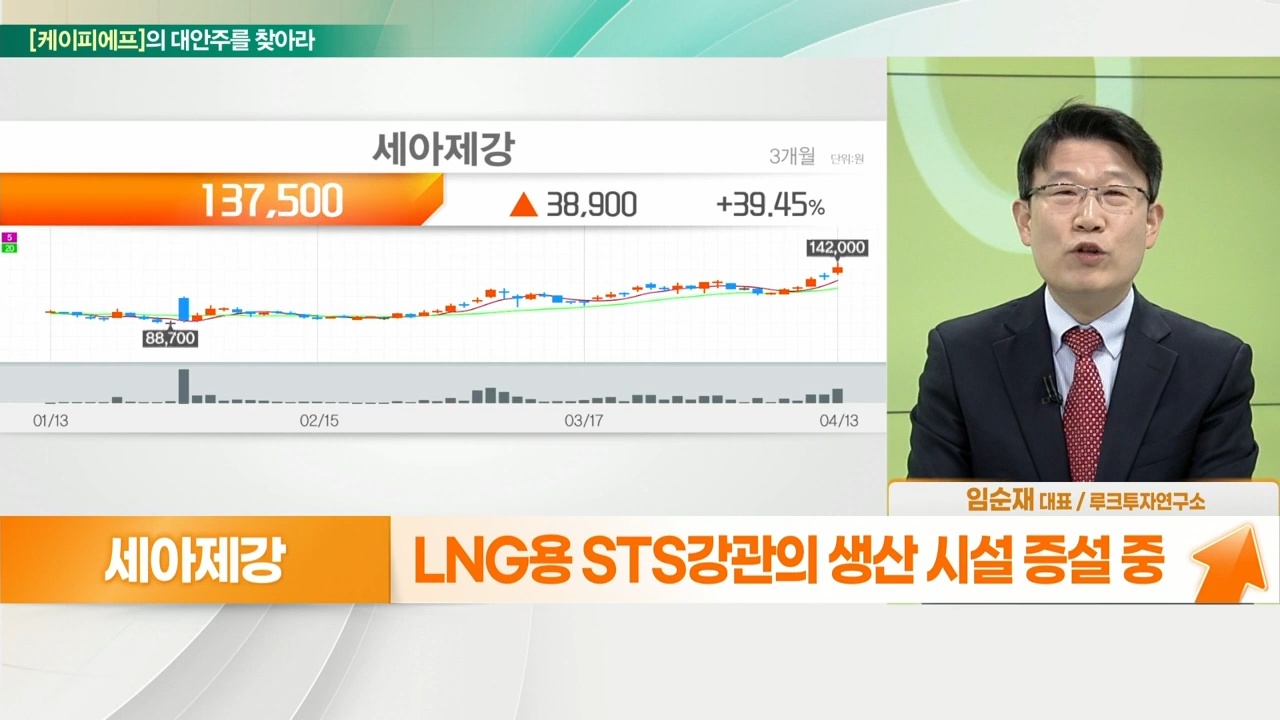 [케이피에프]의 대안주를 찾아라
세아제강
3개월 단위:원
137,500 ▲ 38,900 +39.45%
5
20
142,000
88,700
01/13 02/15 03/17 04/13
임순재 대표 / 루크투자연구소
세아제강 LNG용 STS강관의 생산 시설 증설 중